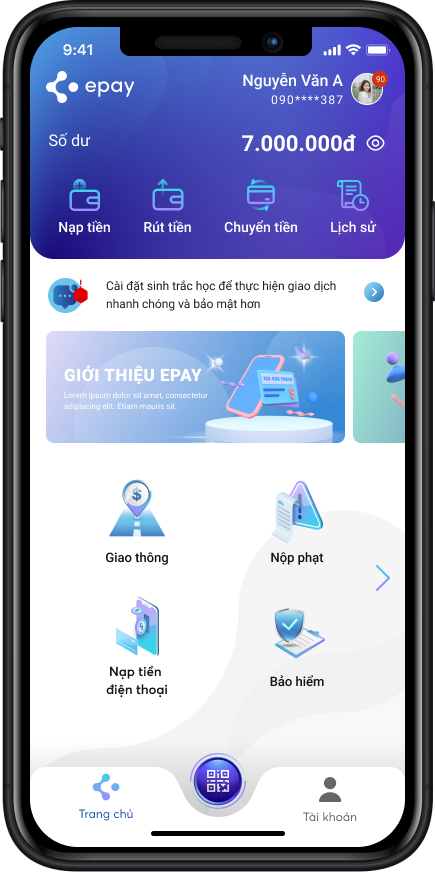 9:41
epay
Nguyễn Văn A
90
090****387
Số dư
7.000.000đ
Nạp tiền
Rút tiền
Chuyển tiền
Lịch sử
Cài đặt sinh trắc học để thực hiện giao dịch
nhanh chóng và bảo mật hơn
GIỚI THIỆU EPAY
Lorem ipsum dolor sit amet, consectetur
adipiscing elit. Etiam mauris sit.
Giao thông
Nộp phạt
Nạp tiền
điện thoại
Bảo hiểm
Trang chủ
Tài khoản